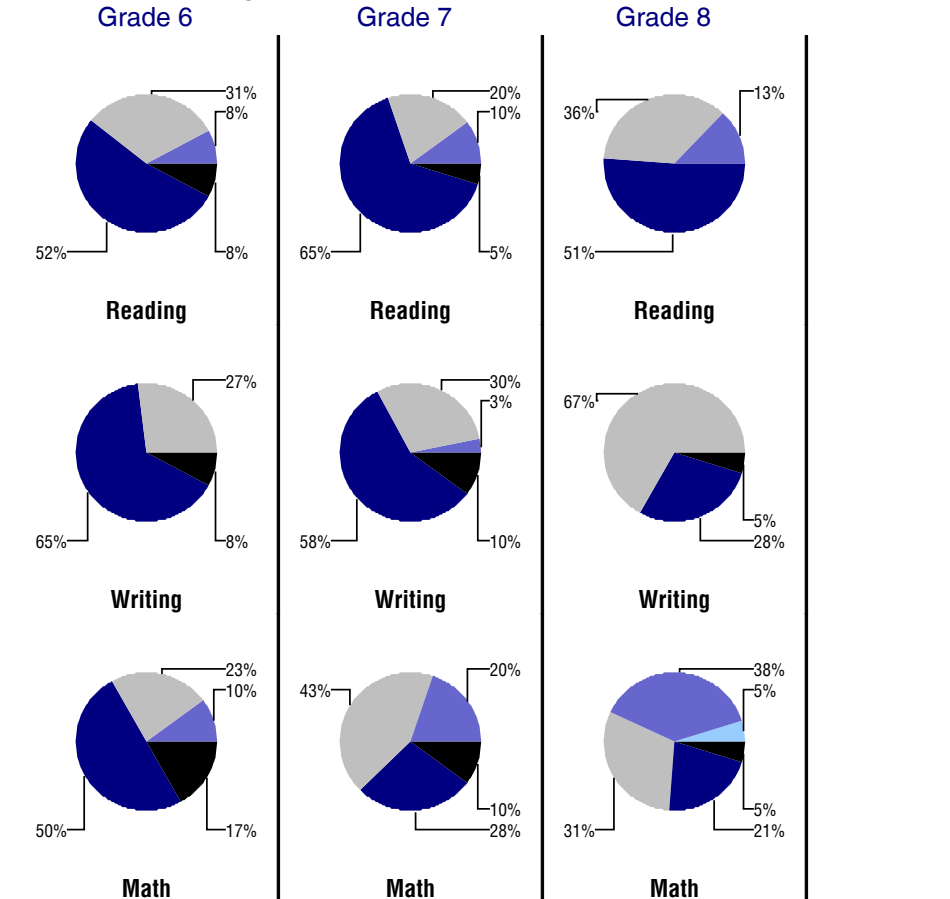 Grade 6 Grade 7 Grade 8
31% 20% 13%
8% 10% 36%
52% 8% 65% 5% 51%
Reading Reading Reading
27% 30% 67%
3%
65% 8% 58% 10% 5%
28%
Writing Writing Writing
23% 20% 38%
10% 43% 5%
10% 5%
50% 17% 28% 31% 21%
Math Math Math